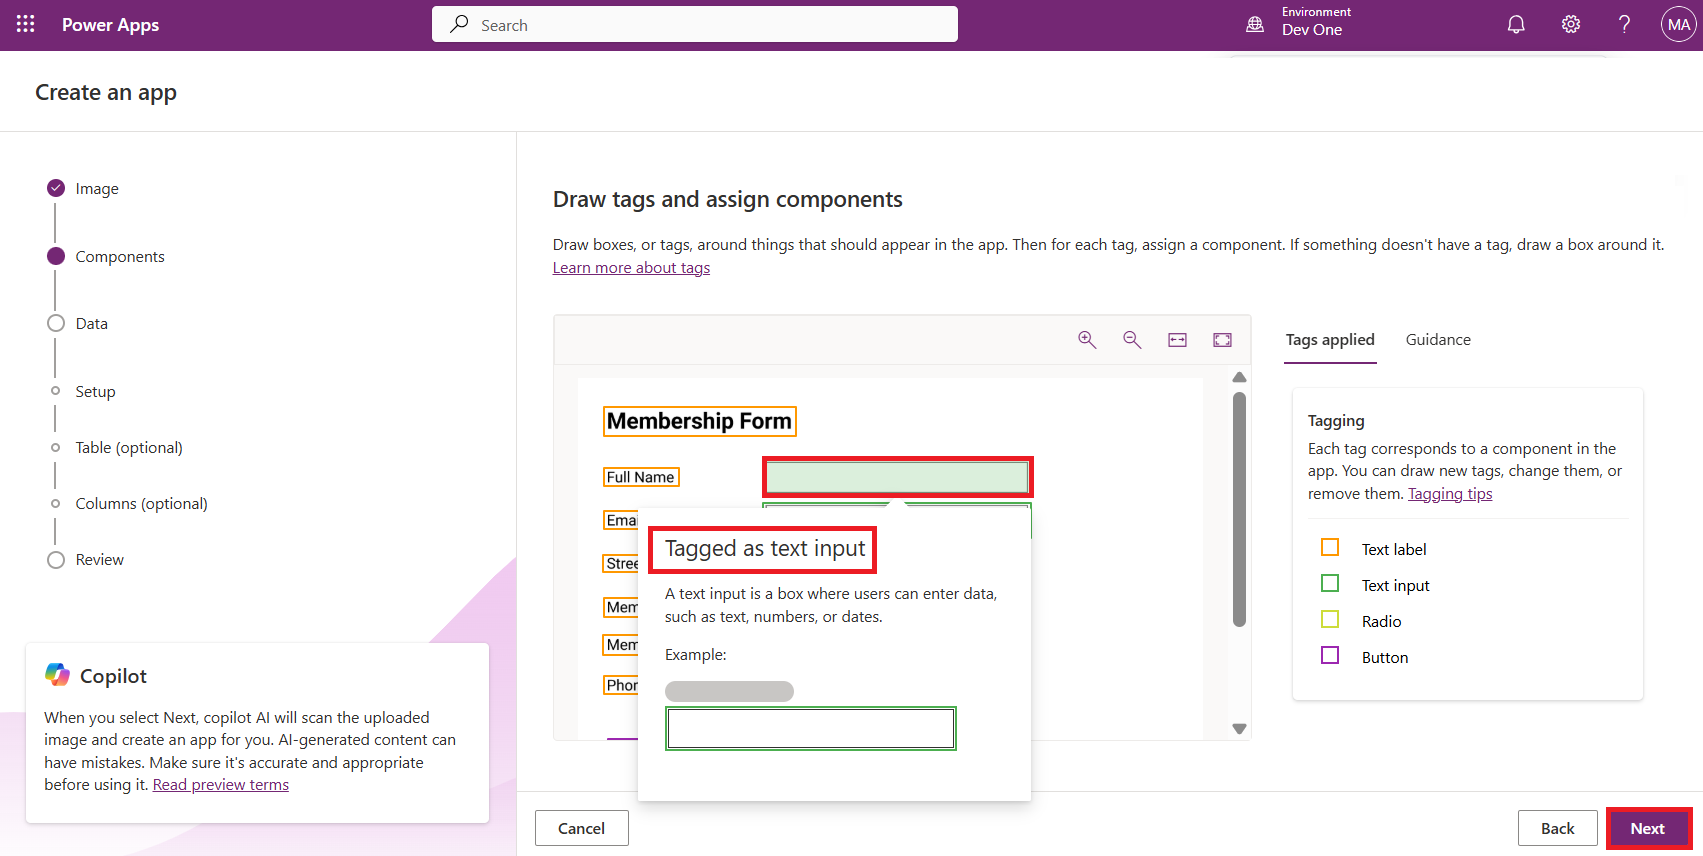 Power Apps
Search
Environment
Dev One
MA
Create an app
Image
Components
Data
Setup
Table (optional)
Columns (optional)
Review
Copilot
When you select Next, copilot AI will scan the uploaded
image and create an app for you. AI-generated content can
have mistakes. Make sure it's accurate and appropriate
before using it. Read preview terms
Draw tags and assign components
Draw boxes, or tags, around things that should appear in the app. Then for each tag, assign a component. If something doesn't have a tag, draw a box around it.
Learn more about tags
Membership Form
Full Name
Emai
Stree
Mem
Mem
Phor
Tagged as text input
A text input is a box where users can enter data,
such as text, numbers, or dates.
Example:
Tags applied
Guidance
Tagging
Each tag corresponds to a component in the
app. You can draw new tags, change them, or
remove them. Tagging tips
Text label
Text input
Radio
Button
Cancel
Back
Next